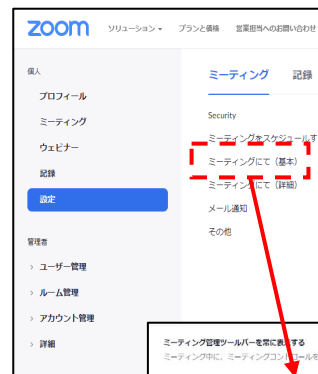 zoom ソリューション プランと価格 営業担当へのお問い合わせ
個人
プロフィール
ミーティング
ウェビナー
記録
設定
管理者
ユーザー管理
ルーム管理
アカウント管理
詳細
ミーティング 記録
Security
ミーティングをスケジュールす
ミーティングにて（基本）
ミーティングにて（詳細）
メール通知
その他
ミーティング管理ツールバーを常に表示する
ミーティング中に、ミーティングコントロールを